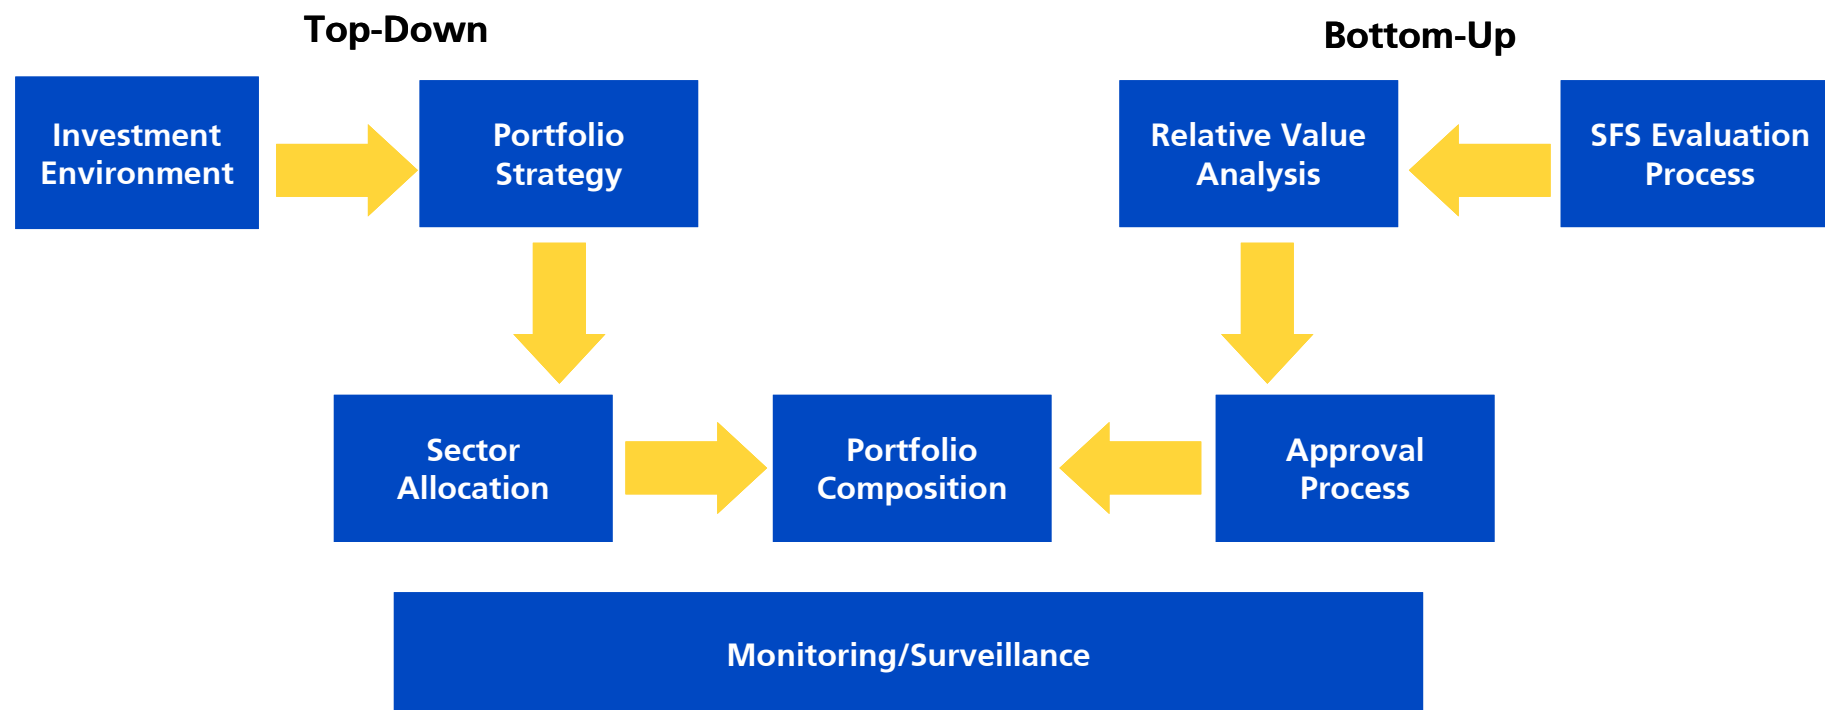 Top-Down
Bottom-Up
Investment
Environment
Portfolio
Strategy
Relative Value
Analysis
SFS Evaluation
Process
Sector
Allocation
Portfolio
Composition
Approval
Process
Monitoring/Surveillance